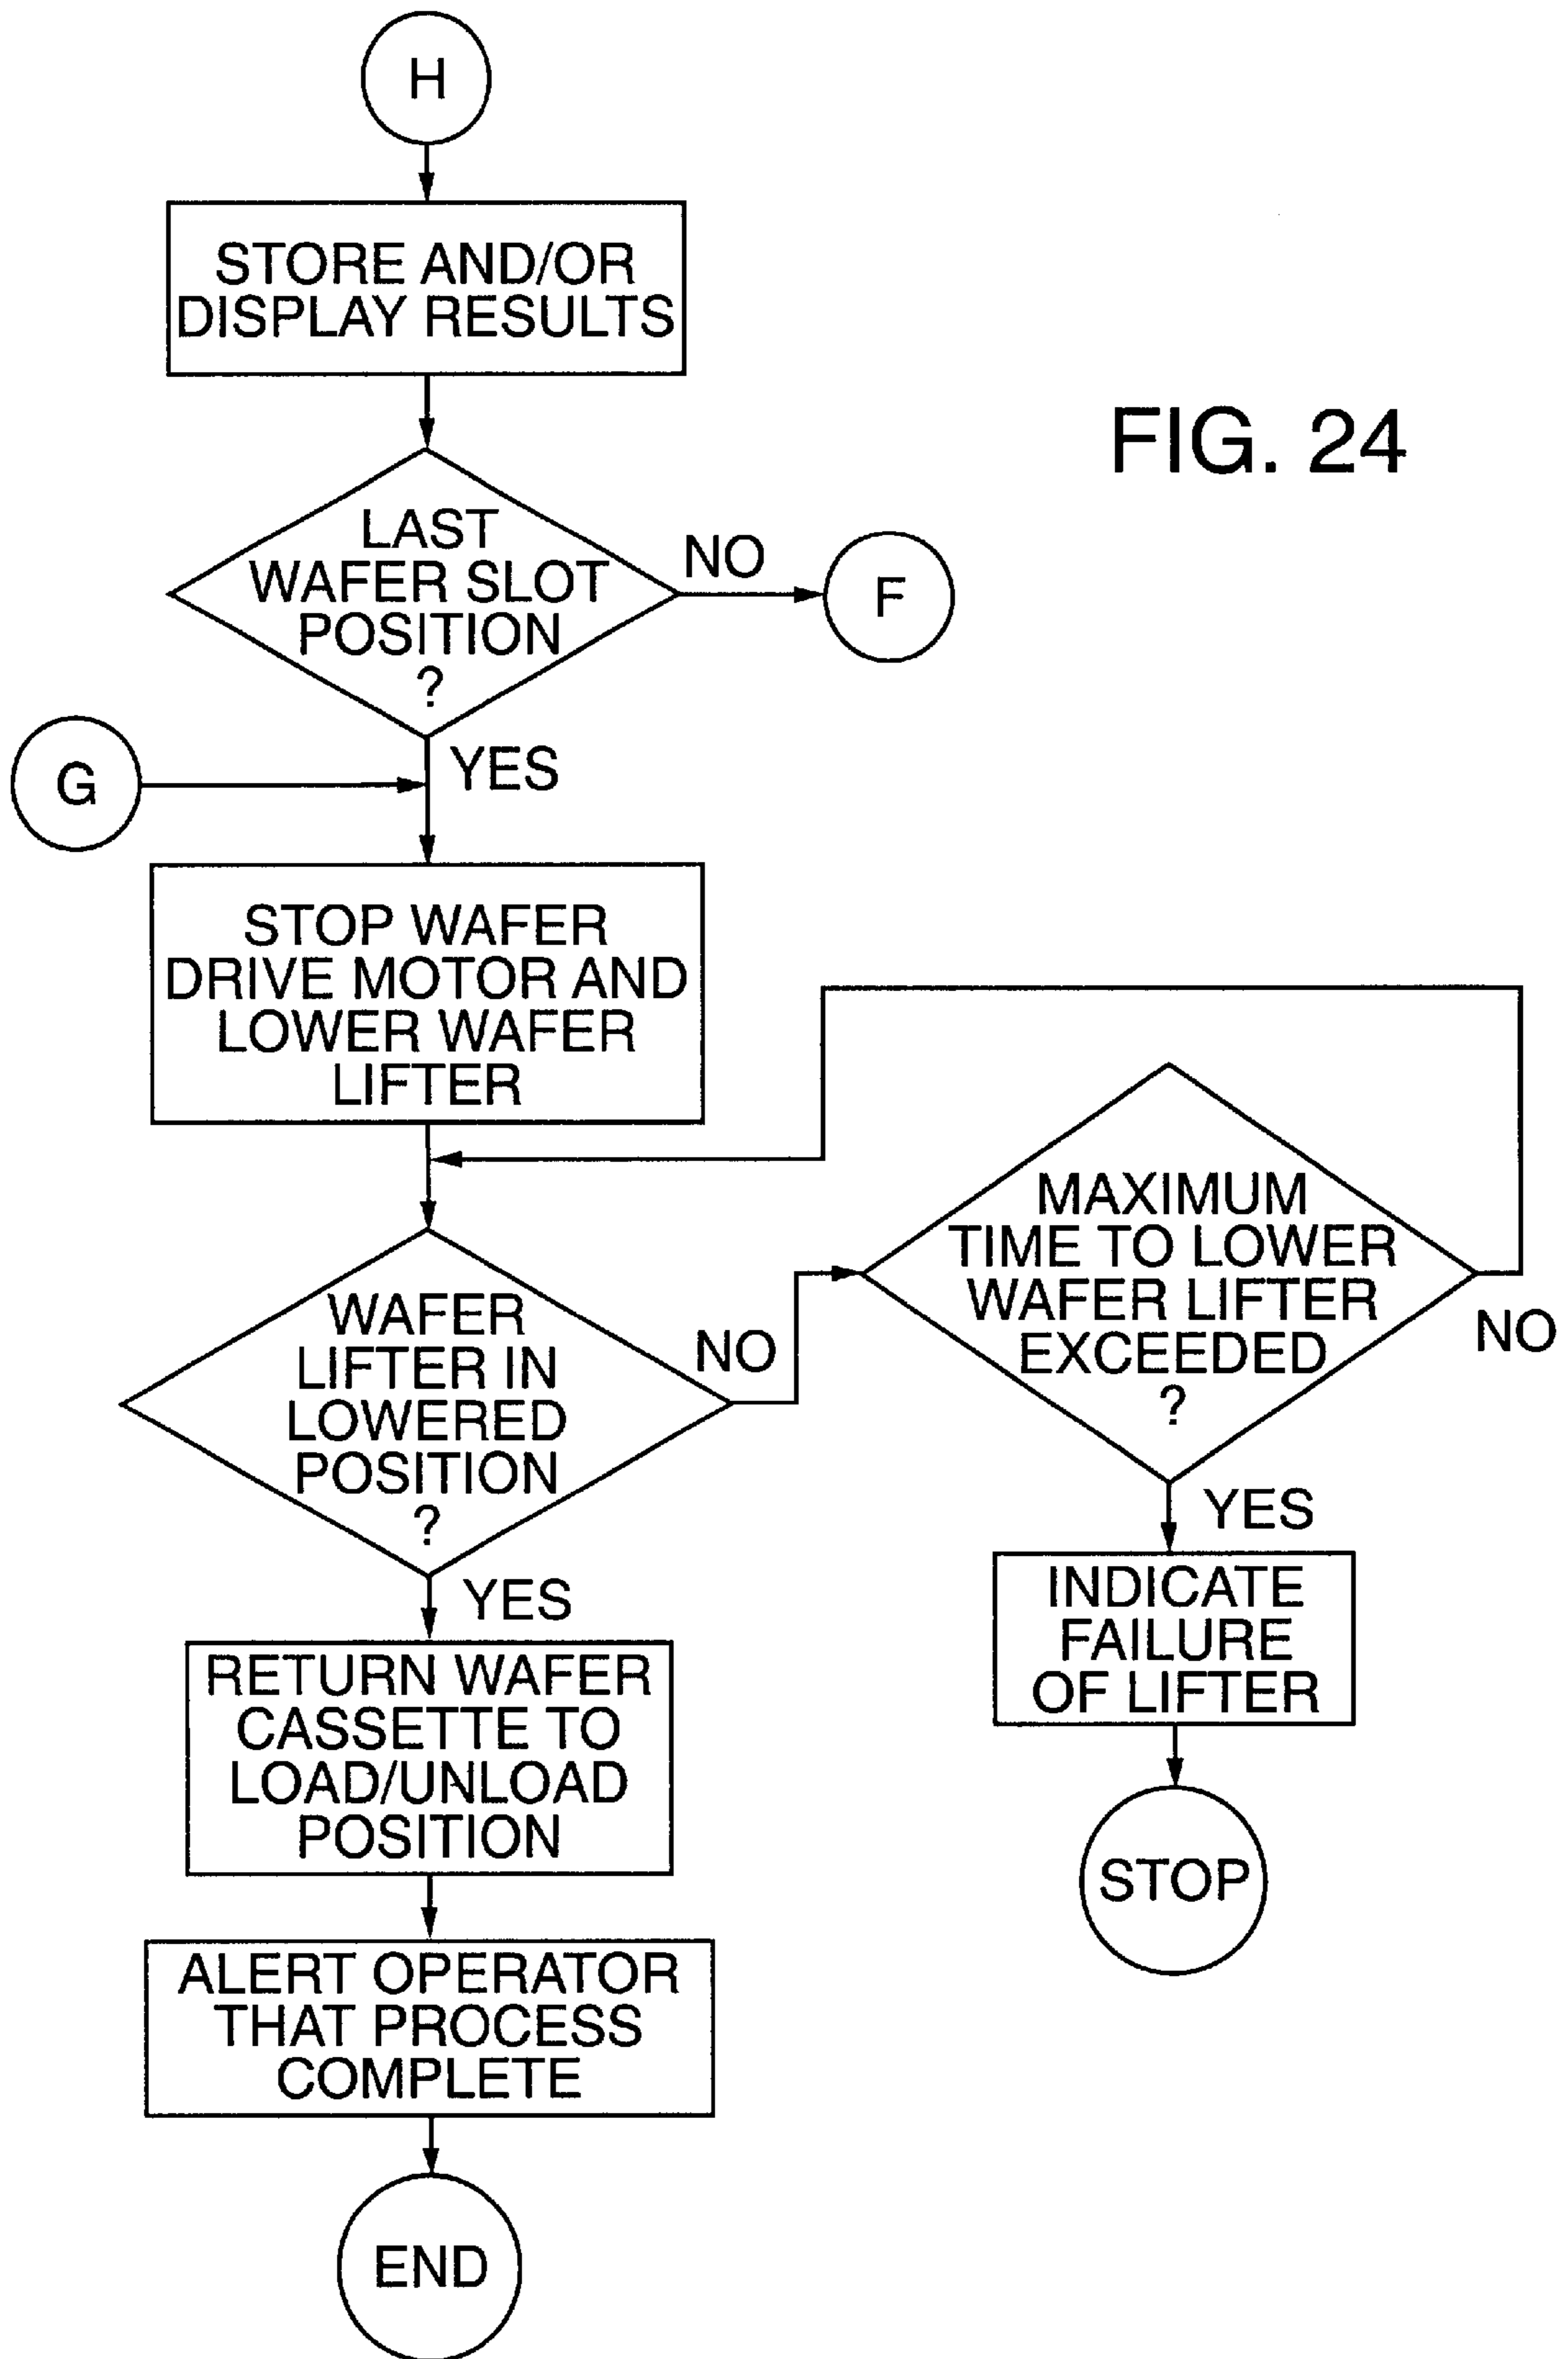 H
STORE AND/OR
DISPLAY RESULTS
FIG. 24
LAST
WAFER SLOT
POSITION
?
NO
F
G
YES
STOP WAFER
DRIVE MOTOR AND
LOWER WAFER
LIFTER
WAFER
LIFTER IN
LOWERED
POSITION
?
NO
MAXIMUM
TIME TO LOWER
WAFER LIFTER
EXCEEDED
?
NO
YES
INDICATE
FAILURE
OF LIFTER
STOP
YES
RETURN WAFER
CASSETTE TO
LOAD/UNLOAD
POSITION
ALERT OPERATOR
THAT PROCESS
COMPLETE
END